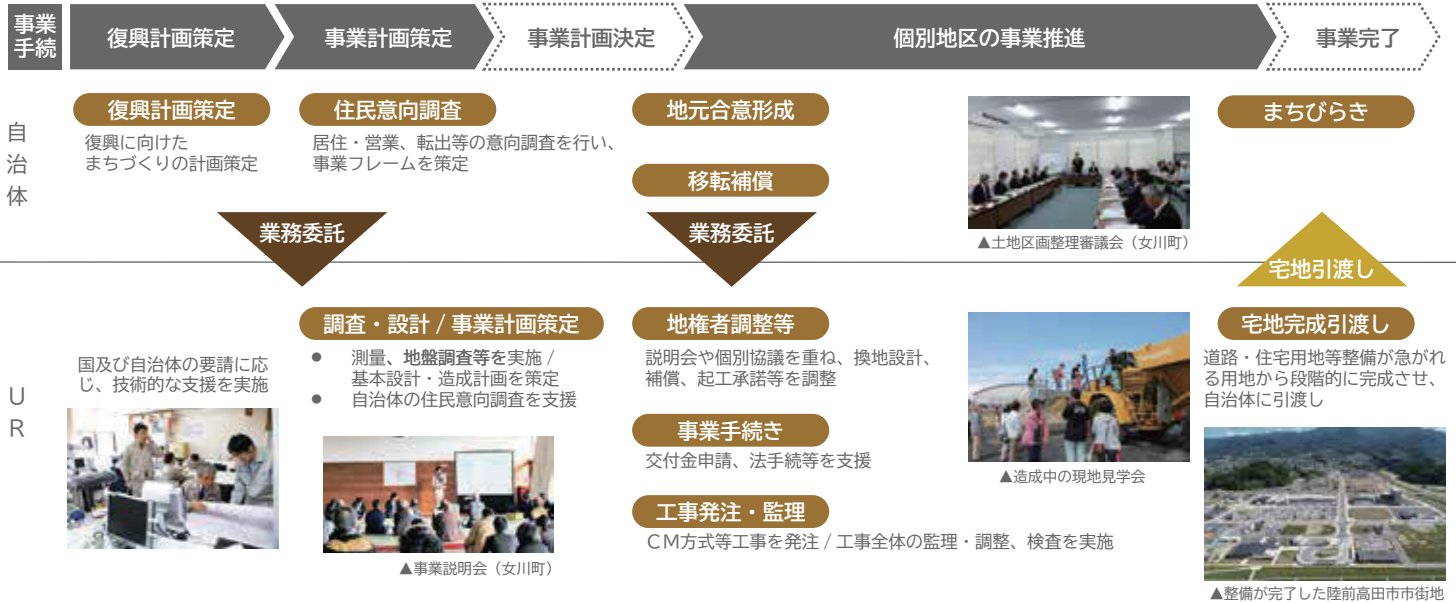 事業
手続
復興計画策定
事業計画策定
事業計画決定
個別地区の事業推進
事業完了
自治体
復興計画策定
復興に向けた
まちづくりの計画策定
住民意向調査
居住・営業、転出等の意向調査を行い、
事業フレームを策定
地元合意形成
移転補償
▲土地区画整理審議会（女川町）
まちびらき
業務委託
業務委託
宅地引渡し
UR
国及び自治体の要請に応
じ、技術的な支援を実施
調査・設計 / 事業計画策定
● 測量、地盤調査等を実施 /
基本設計・造成計画を策定
● 自治体の住民意向調査を支援
▲事業説明会（女川町）
地権者調整等
説明会や個別協議を重ね、換地設計、
補償、起工承諾等を調整
事業手続き
交付金申請、法手続等を支援
工事発注・監理
ＣＭ方式等工事を発注 / 工事全体の監理・調整、検査を実施
▲造成中の現地見学会
宅地完成引渡し
道路・住宅用地等整備が急がれ
る用地から段階的に完成させ、
自治体に引渡し
▲整備が完了した陸前高田市市街地